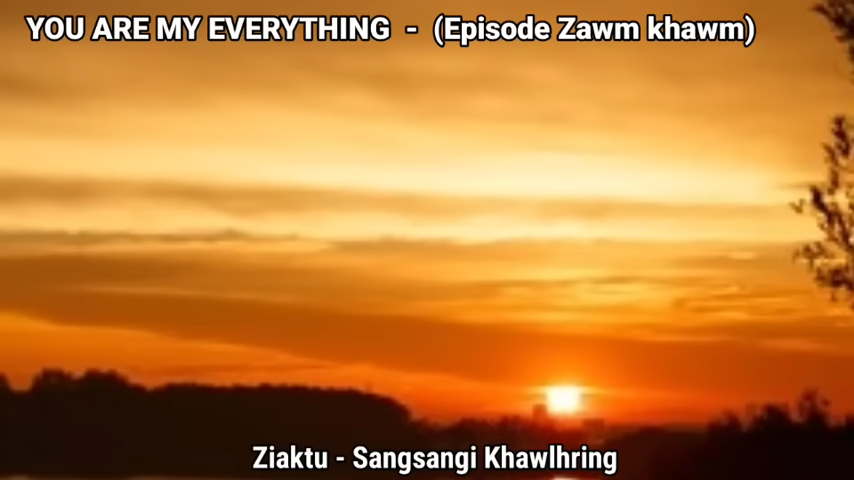 YOU ARE MY EVERYTHING - (Episode Zawm khawm)
Ziaktu - Sangsangi Khawlhring